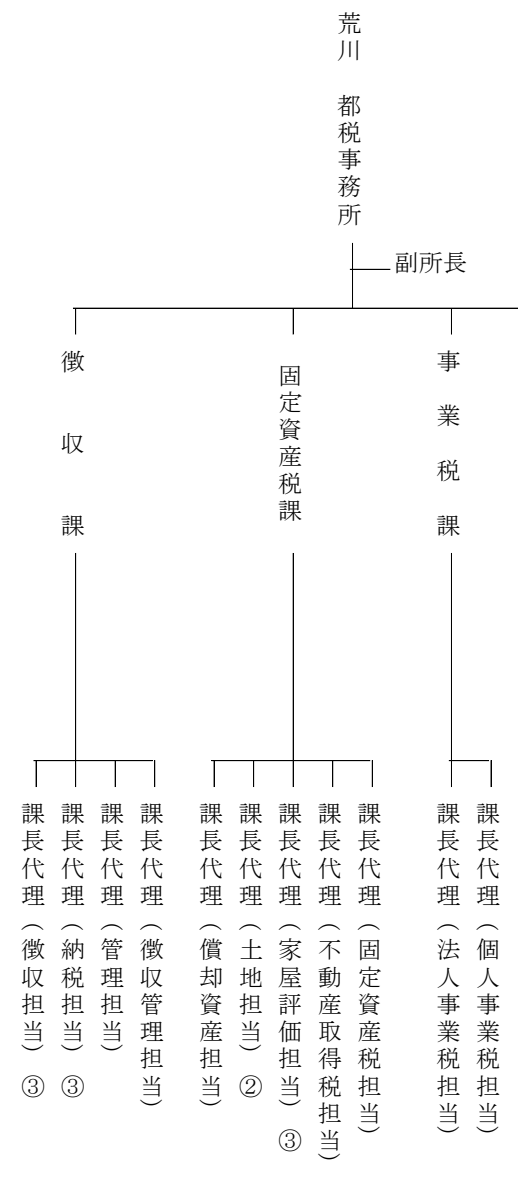 荒川 都税事務所
副所長
事業税課
固定資産税課
徴収課
課長代理（個人事業税担当）
課長代理（法人事業税担当）
課長代理（固定資産税担当）
課長代理（不動産取得税担当）
課長代理（家屋評価担当）③
課長代理（土地担当）②
課長代理（償却資産担当）
課長代理（徴収管理担当）
課長代理（管理担当）
課長代理（納税担当）③
課長代理（徴収担当）③